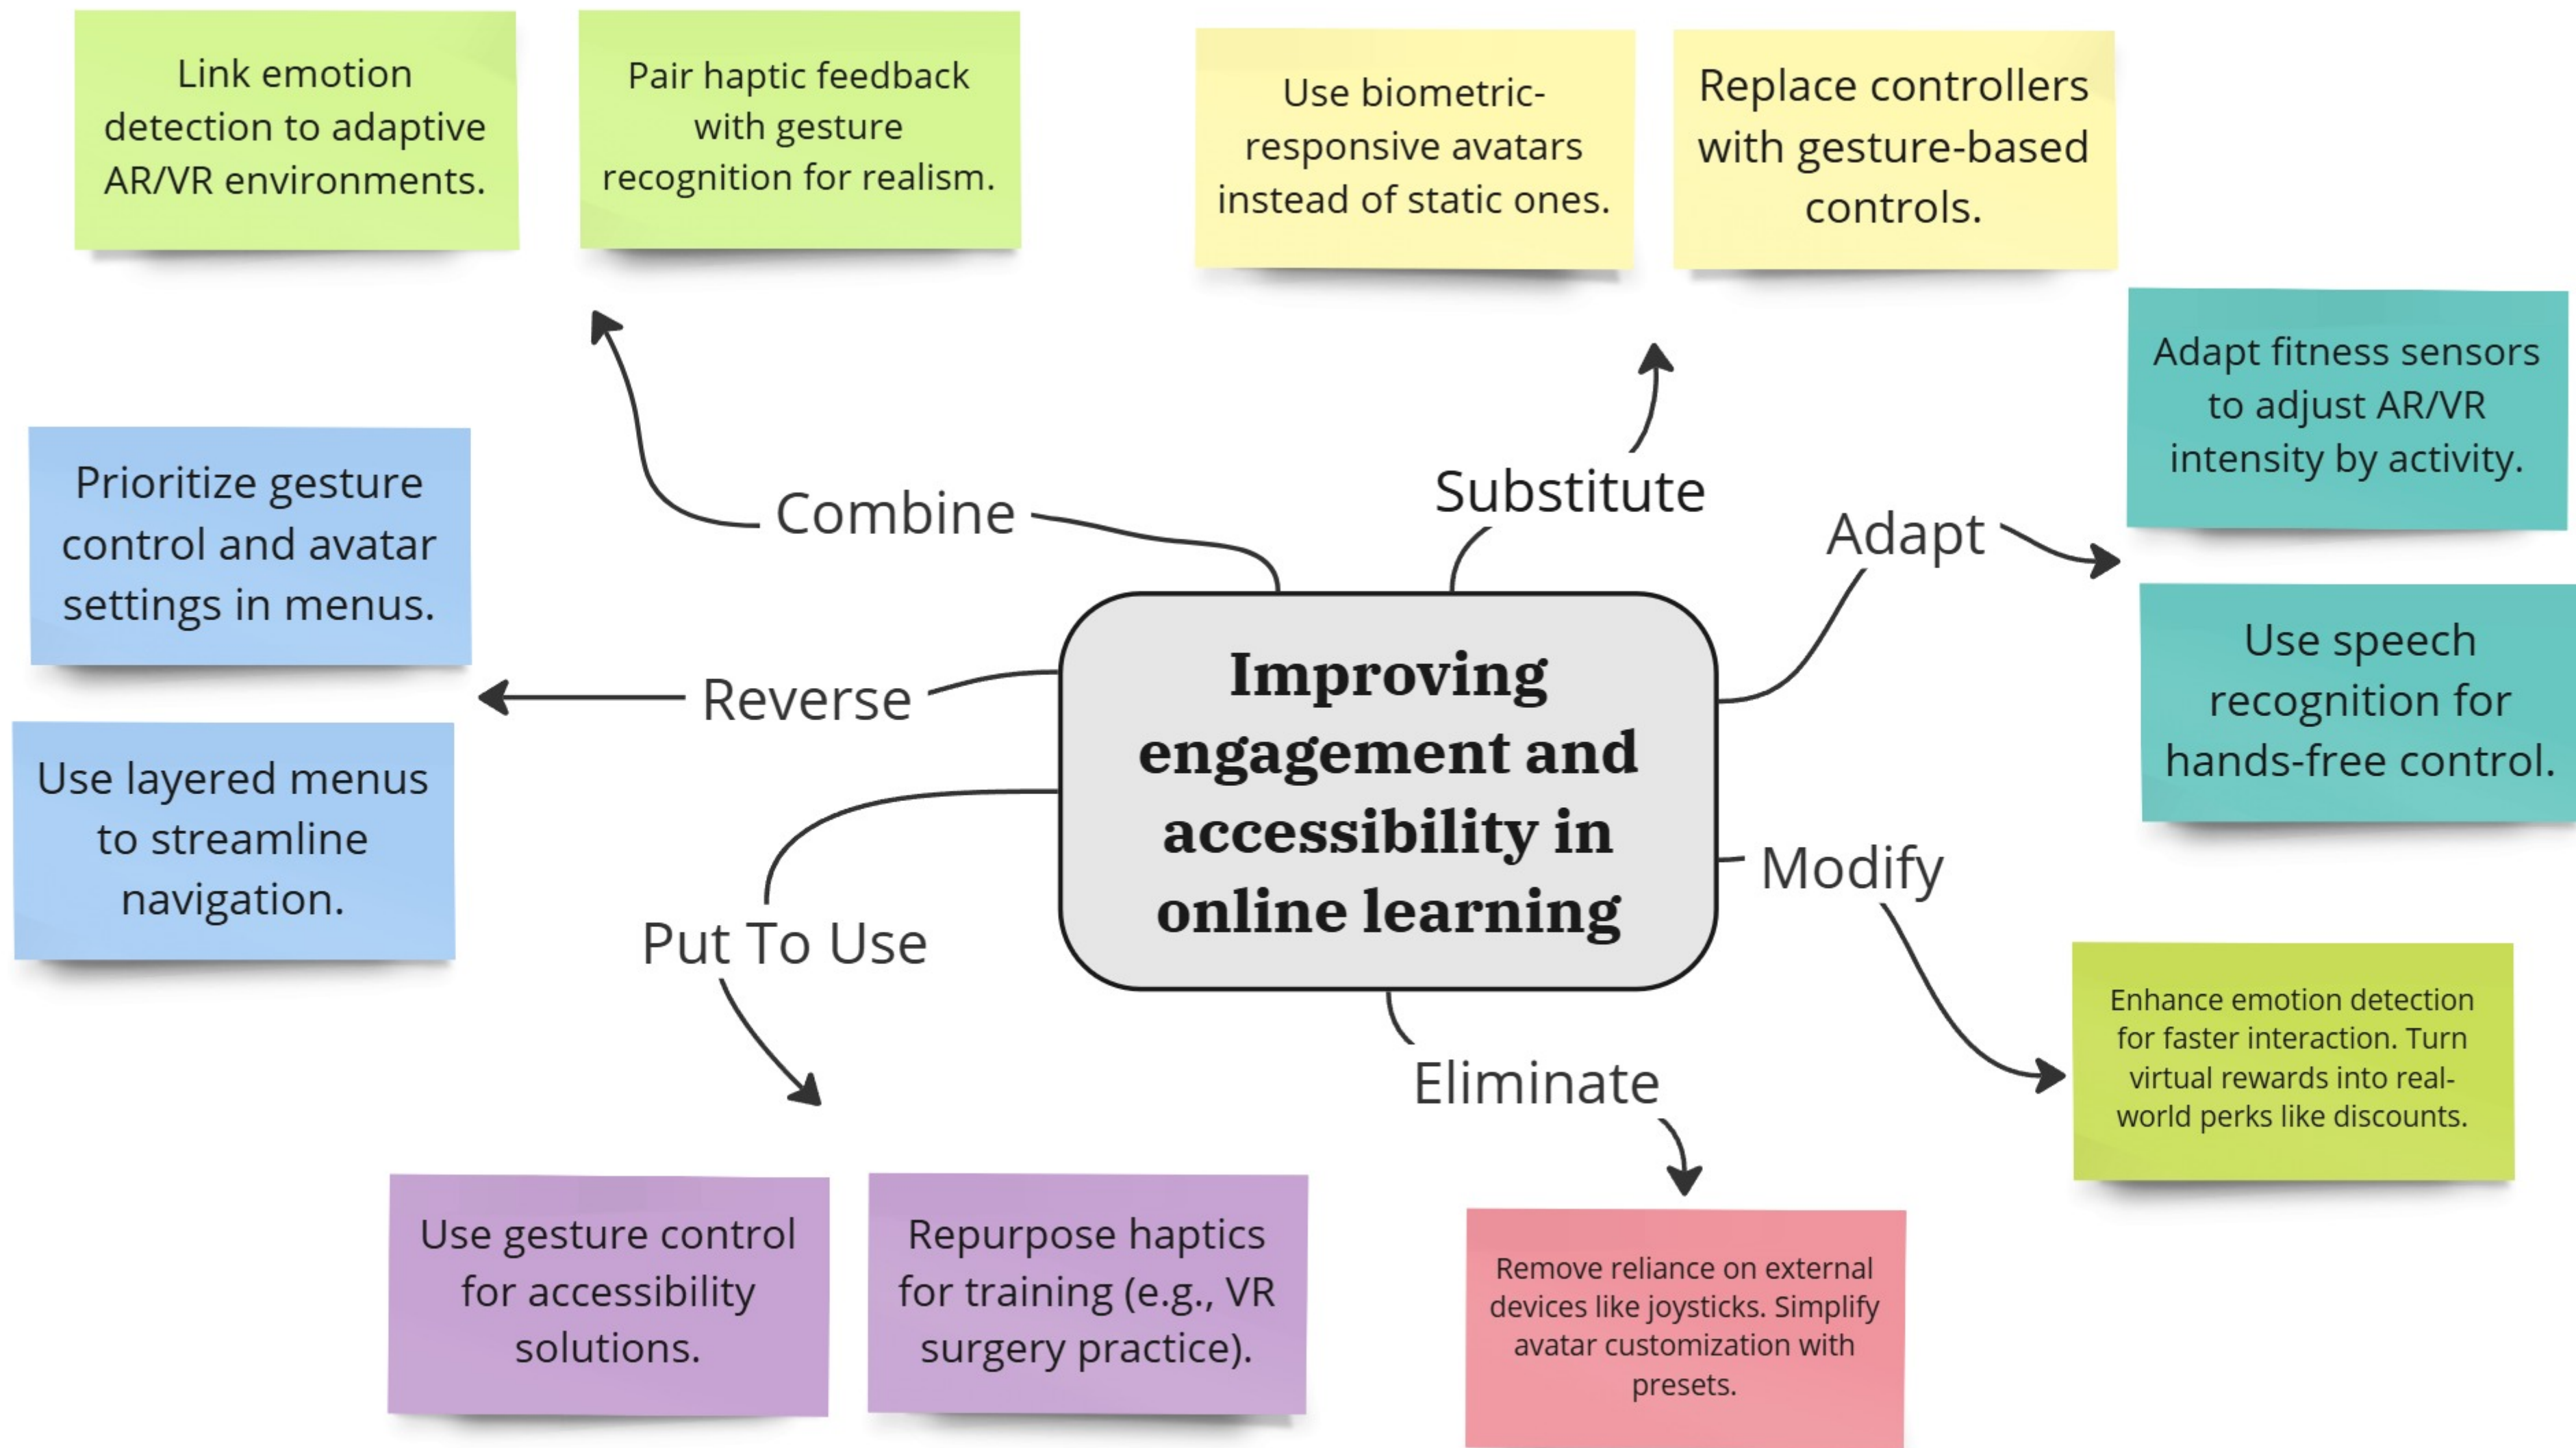 Link emotion
detection to adaptive
AR/VR environments.
Pair haptic feedback
with gesture
recognition for realism.
Use biometric-
responsive avatars
instead of static ones.
Replace controllers
with gesture-based
controls.
Adapt fitness sensors
to adjust AR/VR
intensity by activity.
Prioritize gesture
control and avatar
settings in menus.
Combine
Substitute
Adapt
Use speech
recognition for
hands-free control.
Reverse
Improving
engagement and
accessibility in
online learning
Use layered menus
to streamline
navigation.
Modify
Put To Use
Enhance emotion detection
for faster interaction. Turn
virtual rewards into real-
world perks like discounts.
Eliminate
Use gesture control
for accessibility
solutions.
Repurpose haptics
for training (e.g., VR
surgery practice).
Remove reliance on external
devices like joysticks. Simplify
avatar customization with
presets.